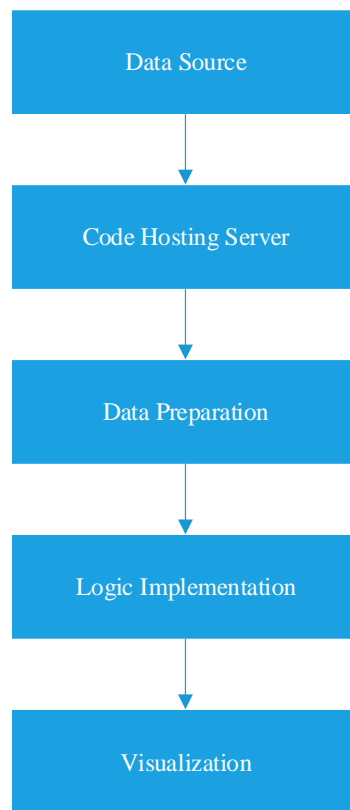 Data Source
Code Hosting Server
Data Preparation
Logic Implementation
Visualization